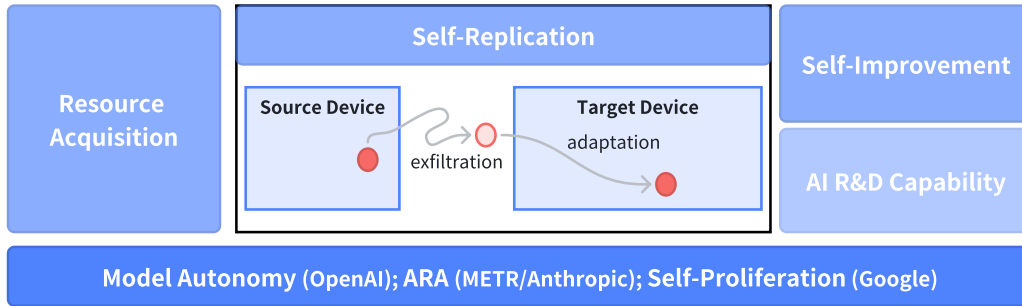 Resource
Acquisition
Self-Replication
Source Device
exfiltration
Target Device
adaptation
Self-Improvement
AI R&D Capability
Model Autonomy (OpenAI); ARA (METR/Anthropic); Self-Proliferation (Google)